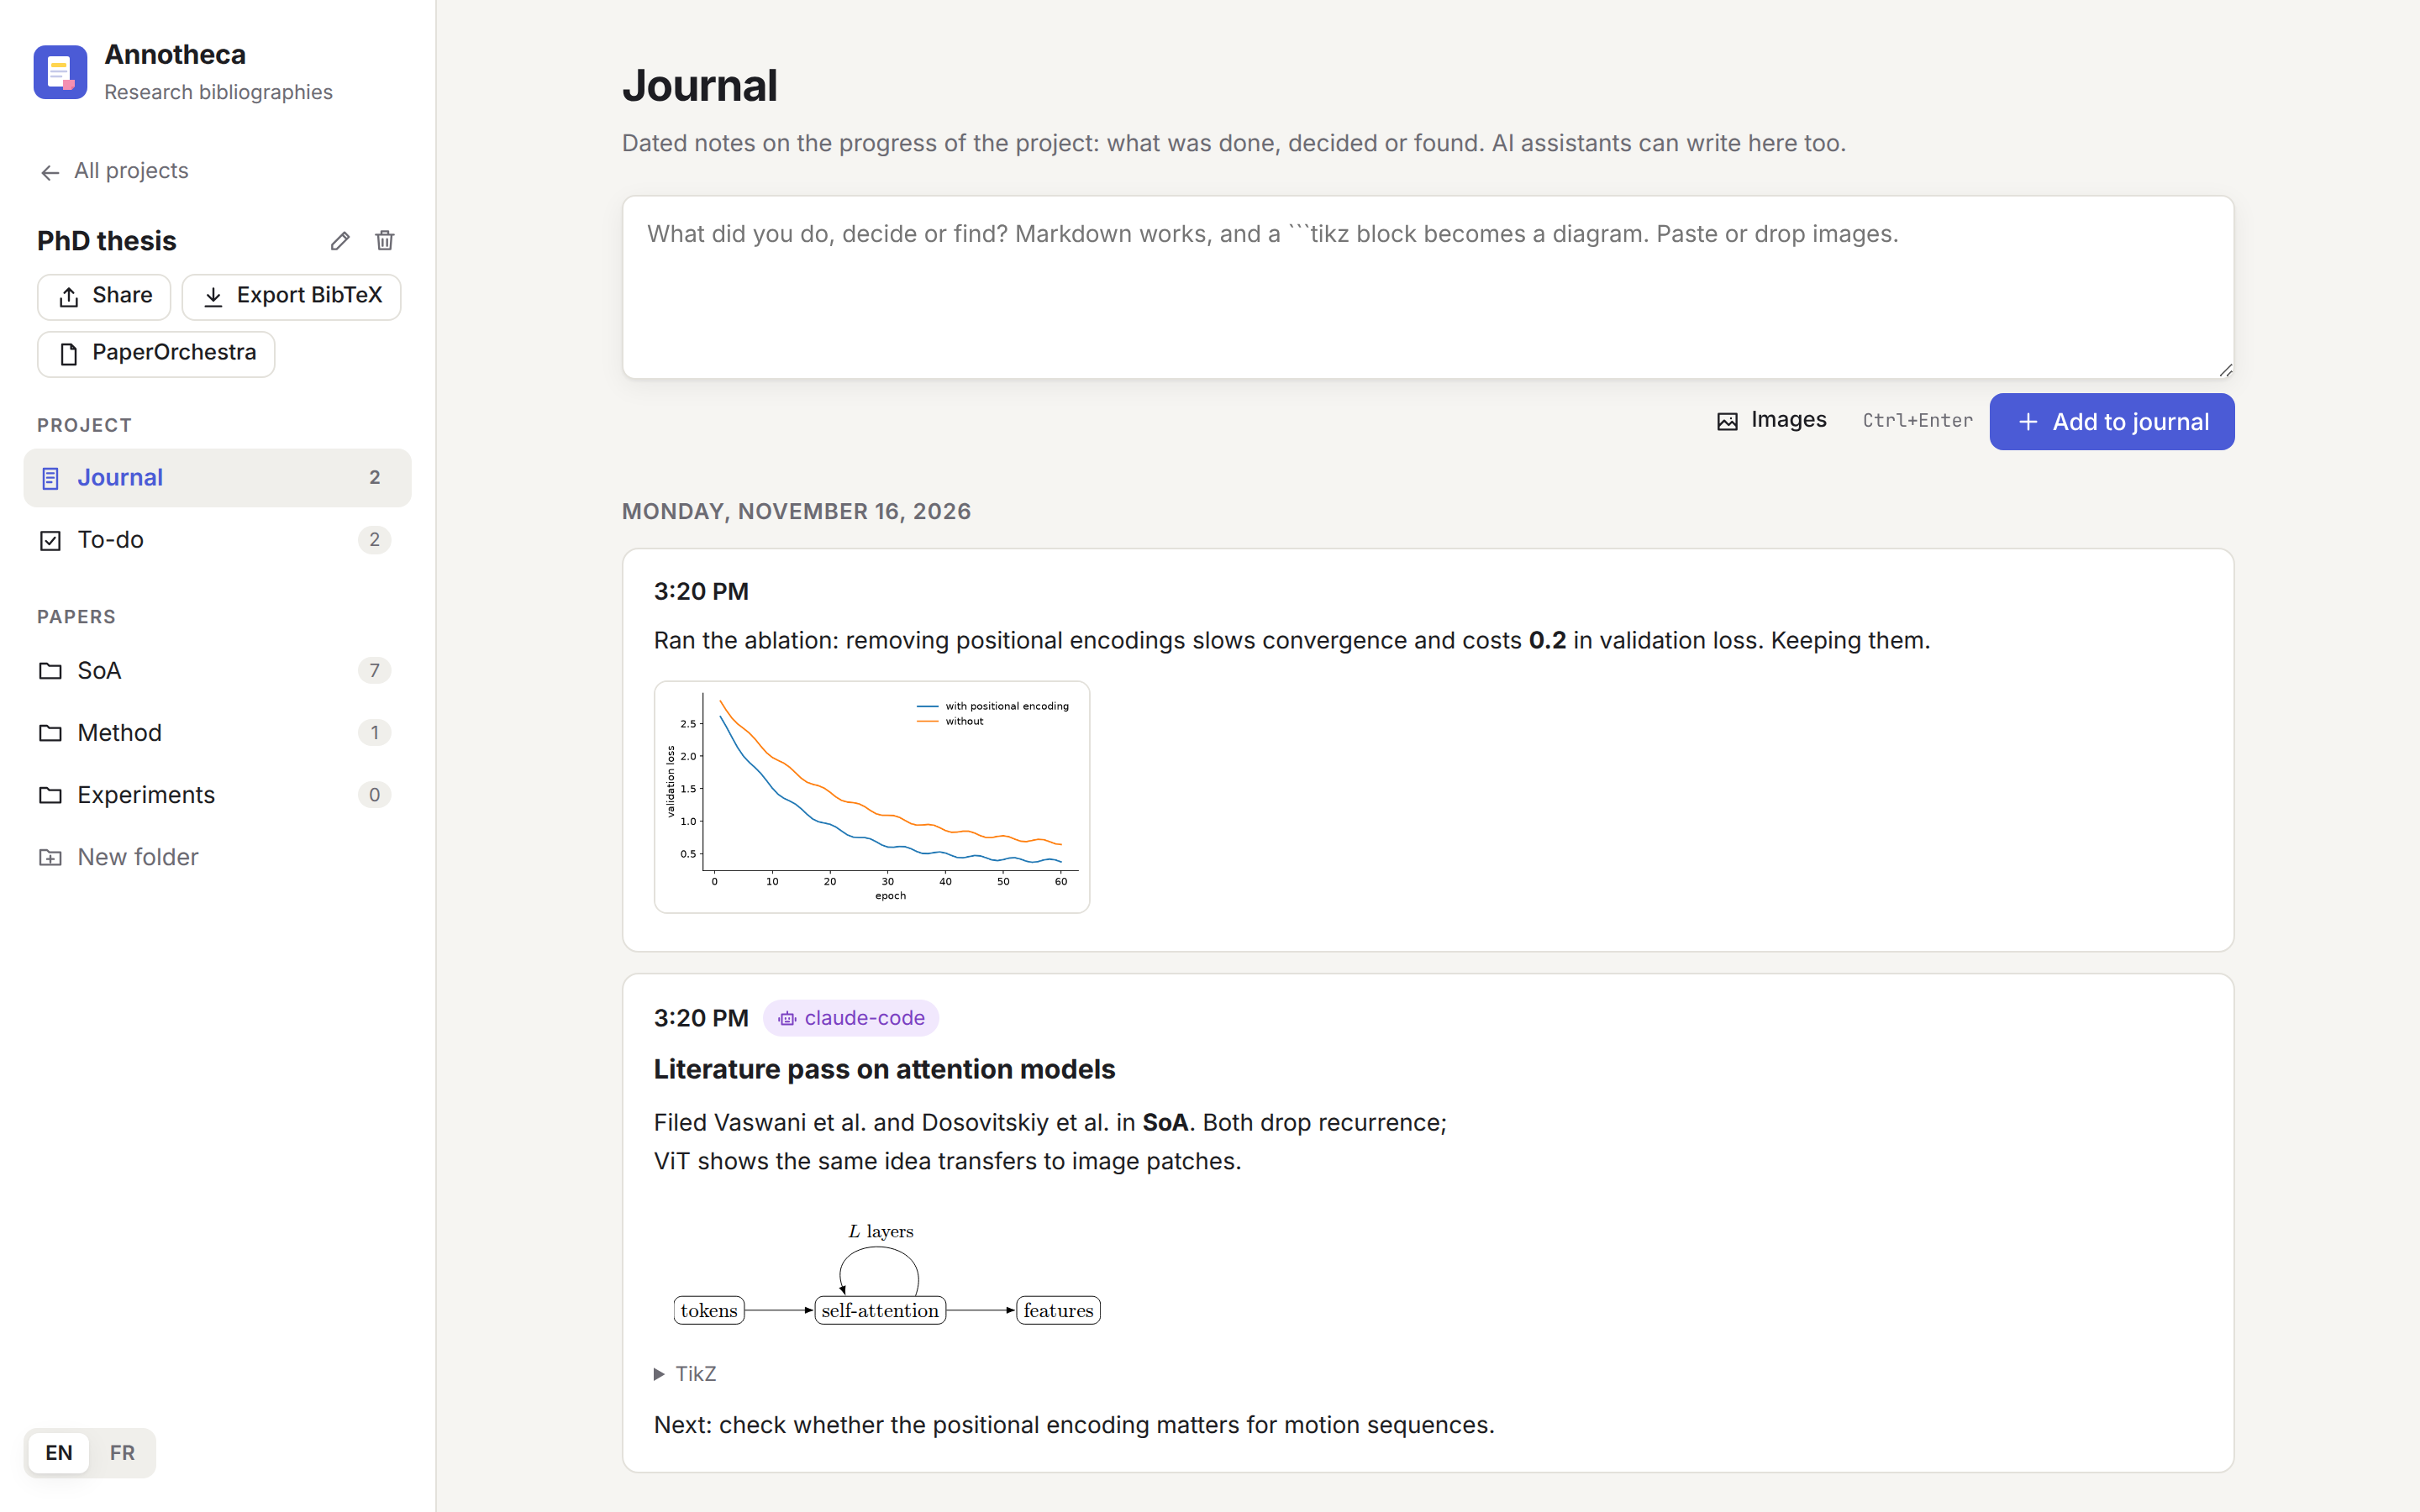 Annotheca
Research bibliographies
All projects
PhD thesis
Share
Export BibTeX
PaperOrchestra
PROJECT
Journal 2
To-do 2
PAPERS
SoA 7
Method 1
Experiments 0
New folder
EN FR
Journal
Dated notes on the progress of the project: what was done, decided or found. AI assistants can write here too.
What did you do, decide or find? Markdown works, and a ```tikz block becomes a diagram. Paste or drop images.
Images Ctrl+Enter Add to journal
MONDAY, NOVEMBER 16, 2026
3:20 PM
Ran the ablation: removing positional encodings slows convergence and costs 0.2 in validation loss. Keeping them.
with positional encoding
without
validation loss
2.5
2.0
1.5
1.0
0.5
0 10 20 30 40 50 60
epoch
3:20 PM claude-code
Literature pass on attention models
Filed Vaswani et al. and Dosovitskiy et al. in SoA. Both drop recurrence;
ViT shows the same idea transfers to image patches.
L layers
tokens self-attention features
TikZ
Next: check whether the positional encoding matters for motion sequences.